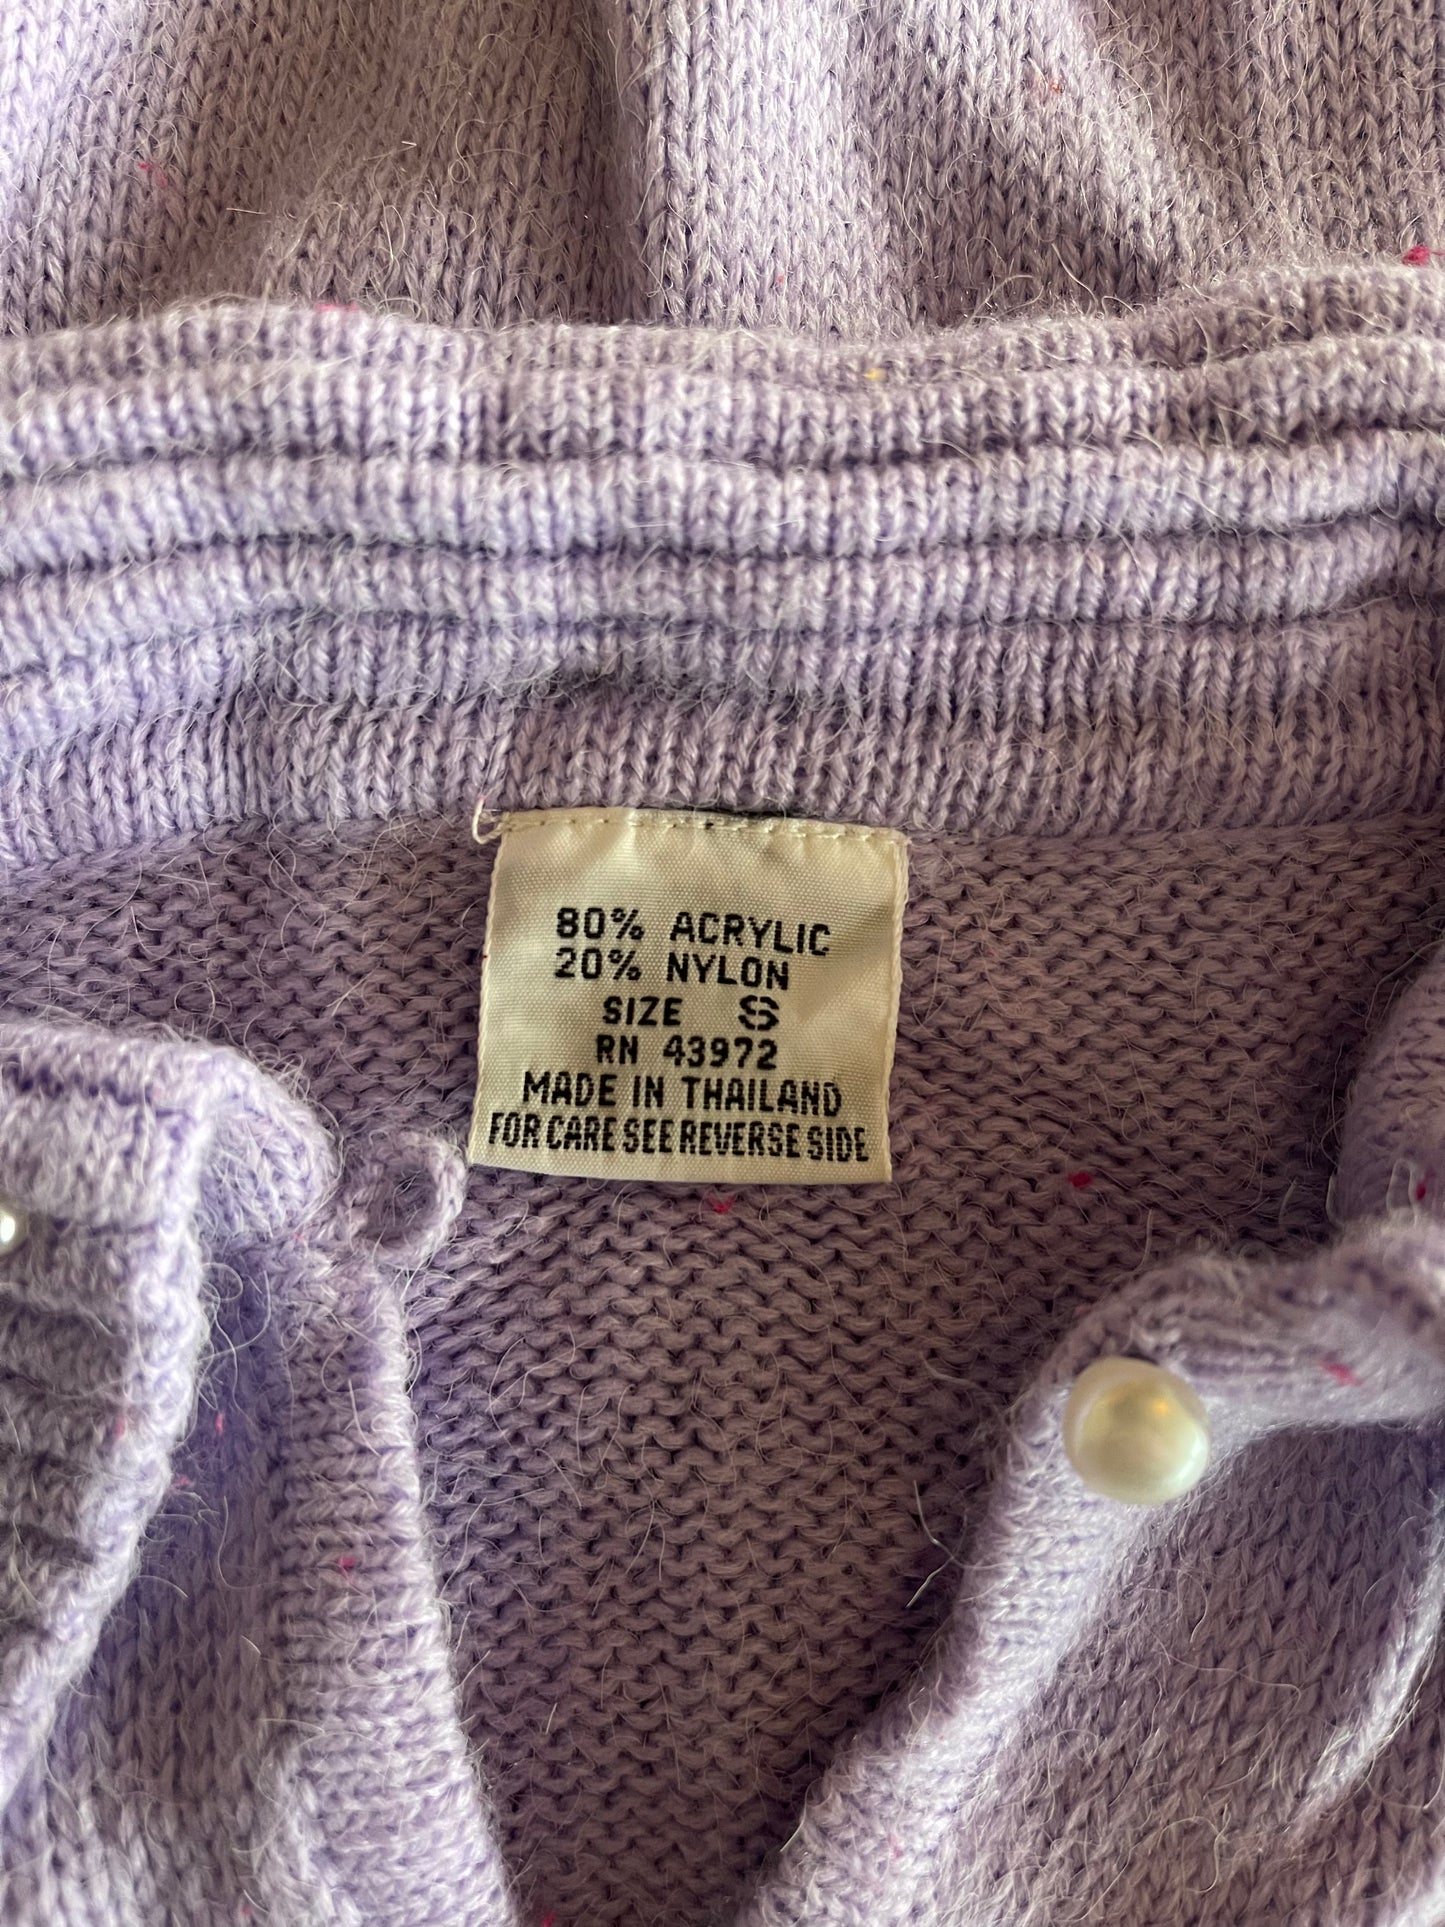 80% ACRYLIC
20% NYLON
SIZE S
RN 43972
MADE IN THAILAND
FOR CARE SEE REVERSE SIDE